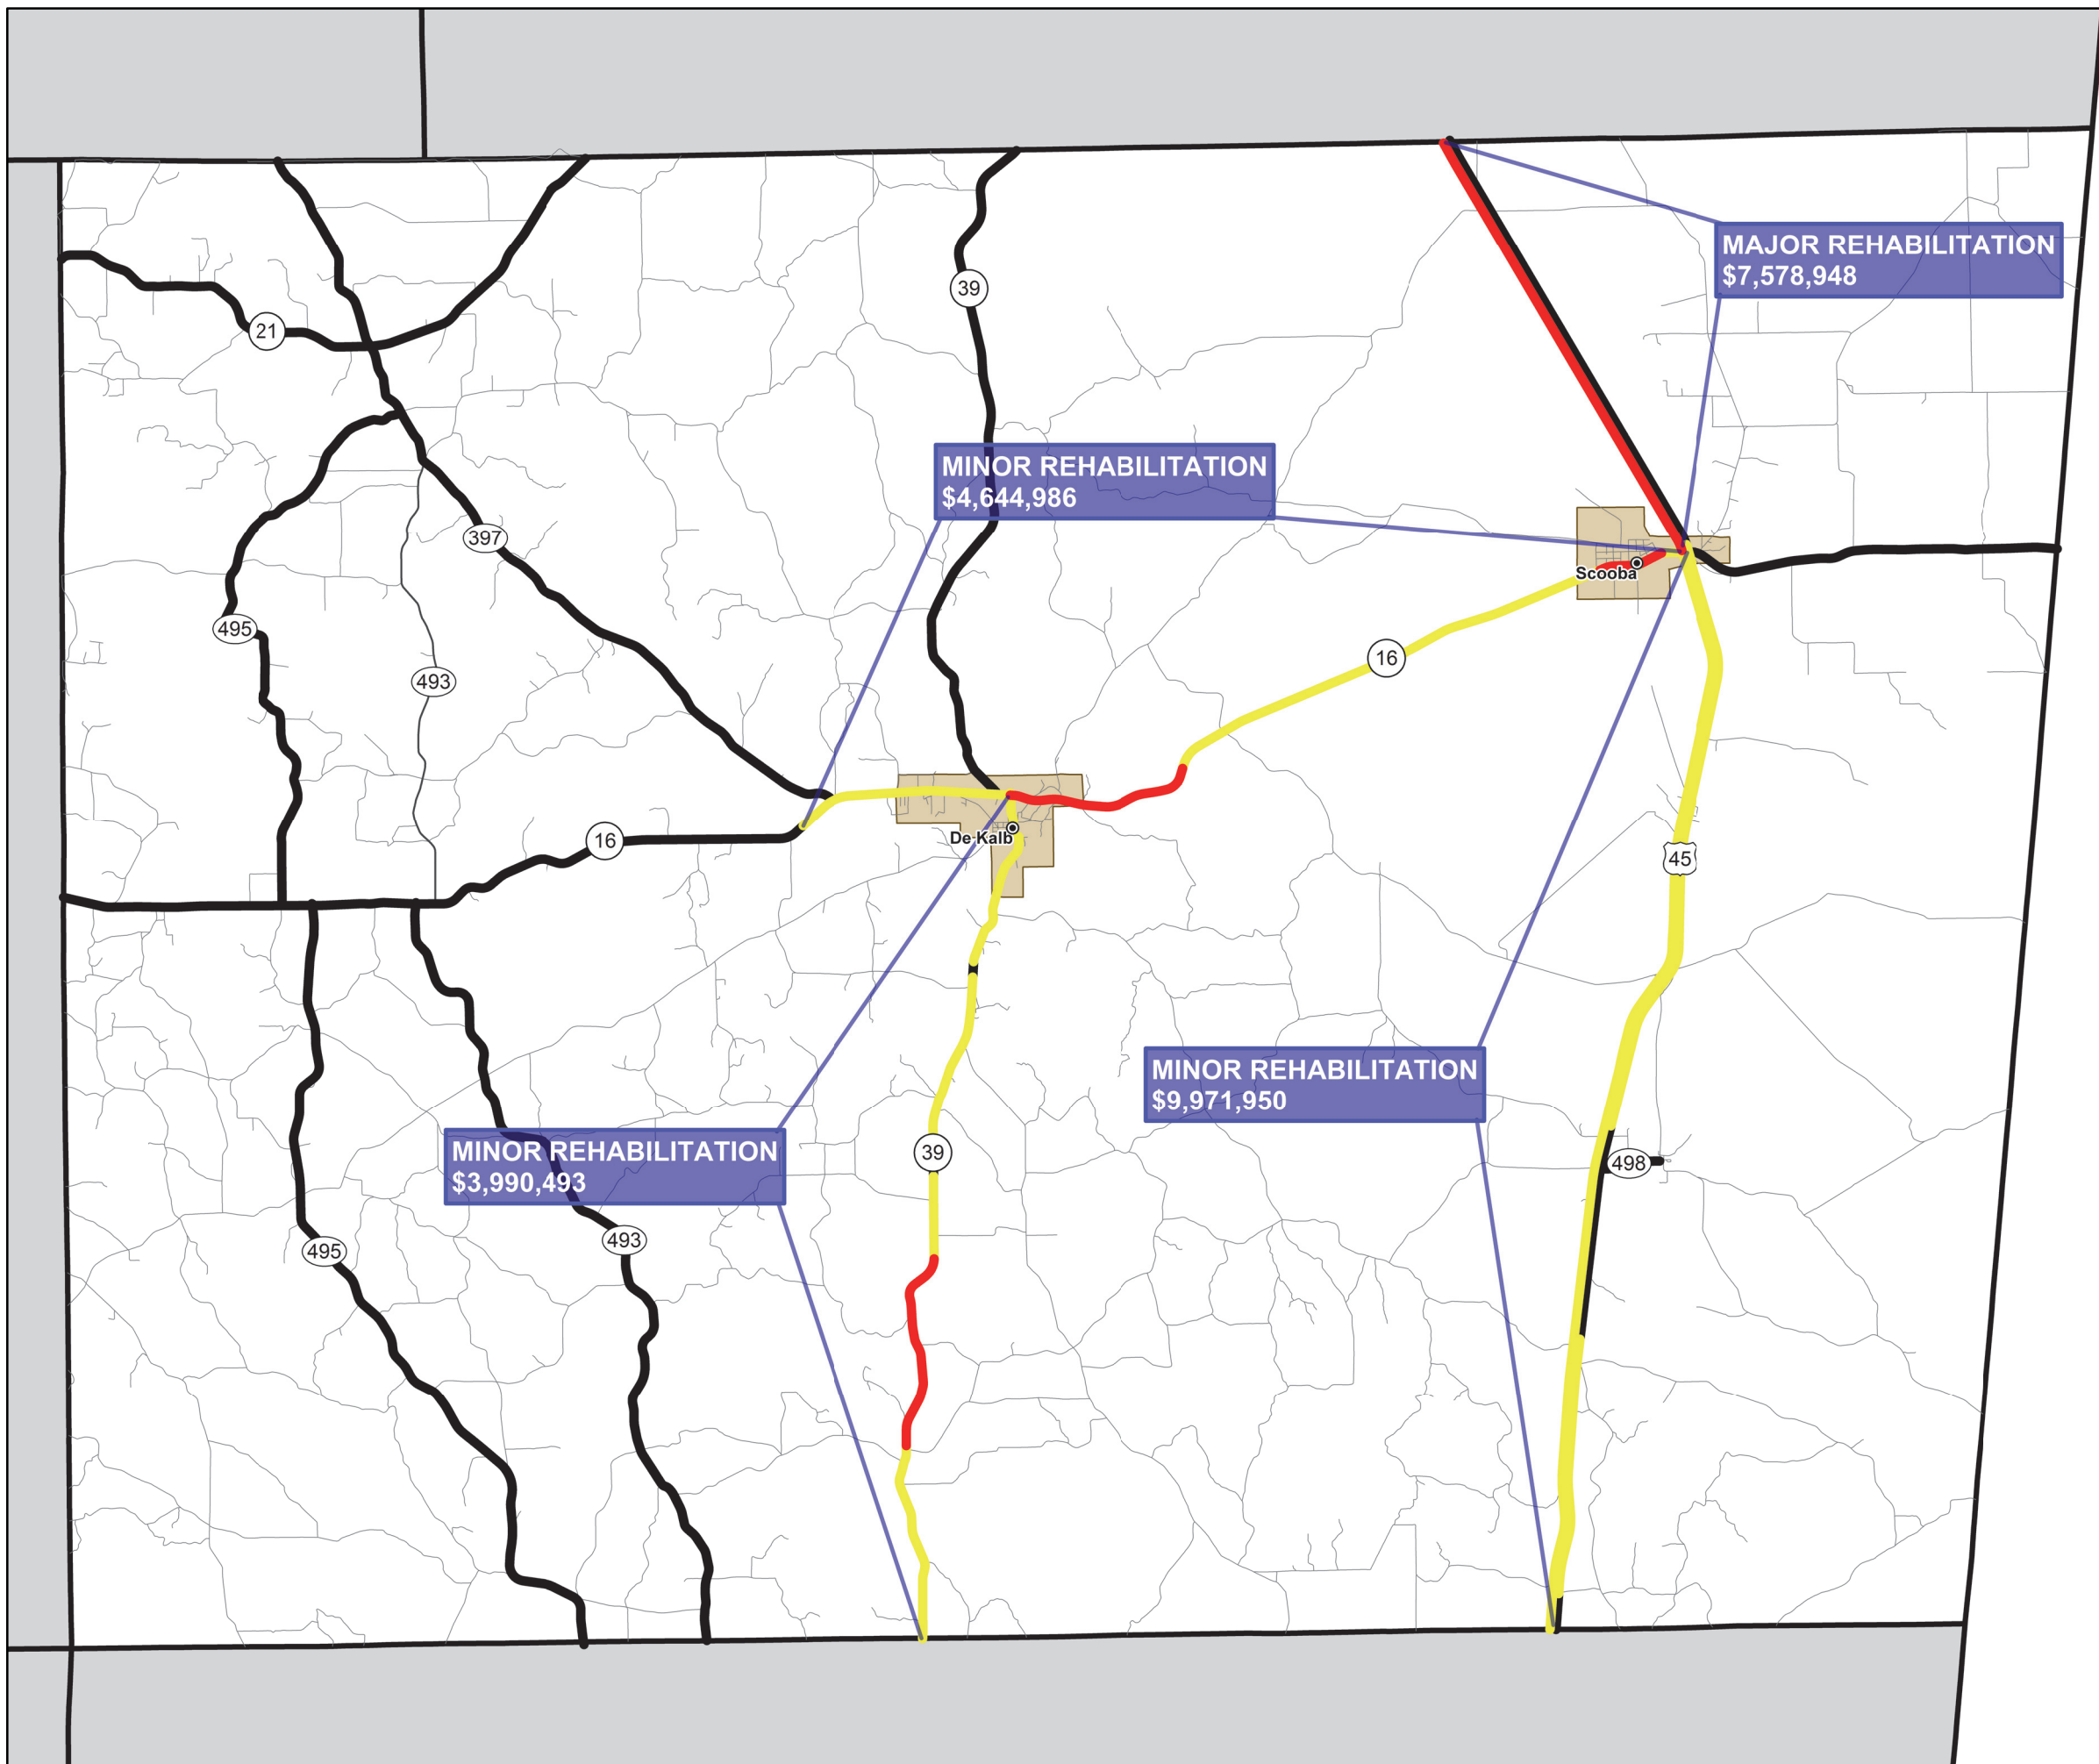 MAJOR REHABILITATION
$7,578,948
39
21
MINOR REHABILITATION
$4,644,986
397
Scooba
495
16
493
De Kalb
16
45
MINOR REHABILITATION
$9,971,950
MINOR REHABILITATION
$3,990,493
39
498
493
495